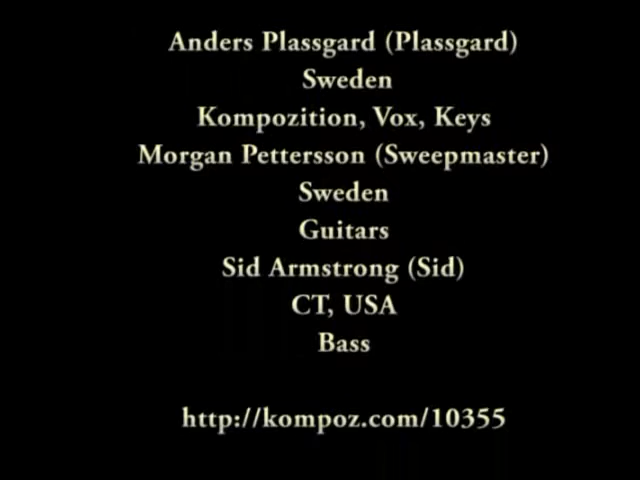 Anders Plassgard (Plassgard)
Sweden
Kompozition, Vox, Keys
Morgan Pettersson (Sweepmaster)
Sweden
Guitars
Sid Armstrong (Sid)
CT, USA
Bass
http://kompoz.com/10355